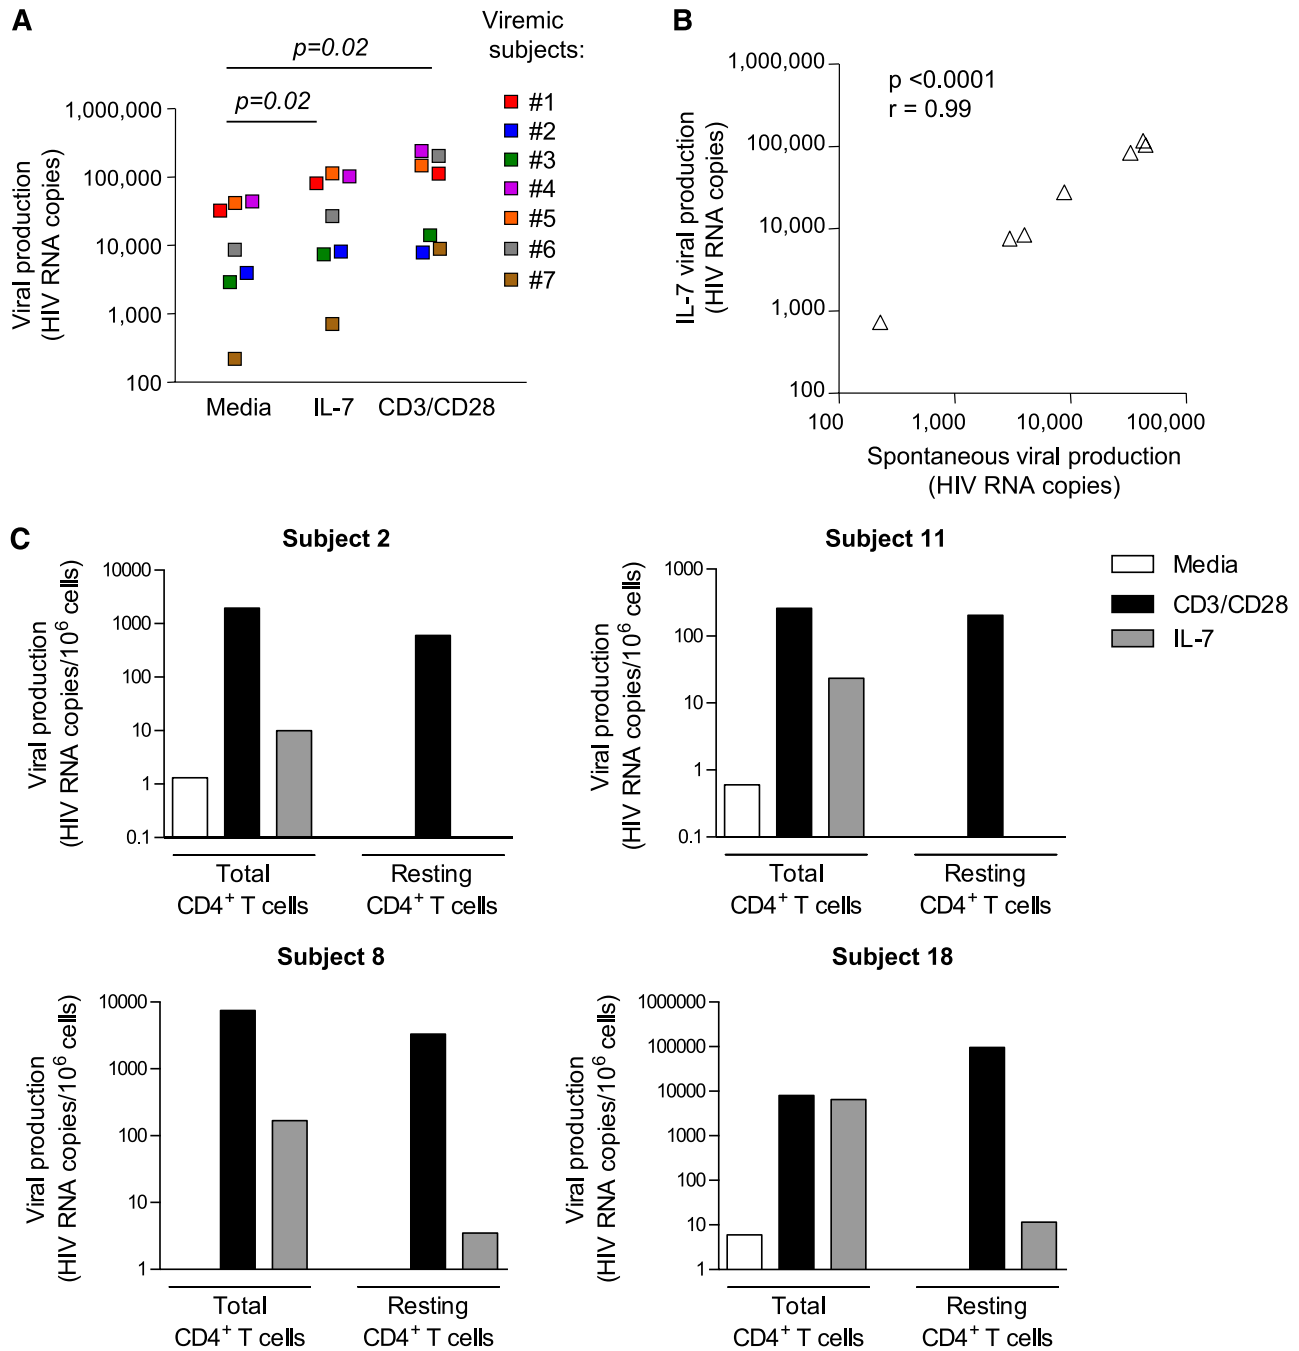 A
Viremic
subjects:
p=0.02
p=0.02
Viral production
(HIV RNA copies)
1,000,000
100,000
10,000
1,000
100
Media
IL-7
CD3/CD28
#1
#2
#3
#4
#5
#6
#7
B
p <0.0001
r = 0.99
IL-7 viral production
(HIV RNA copies)
1,000,000
100,000
10,000
1,000
100
100
1,000
10,000
100,000
Spontaneous viral production
(HIV RNA copies)
C
Subject 2
Viral production
(HIV RNA copies/10⁶ cells)
10000
1000
100
10
1
0.1
Total
CD4⁺ T cells
Resting
CD4⁺ T cells
Subject 11
Viral production
(HIV RNA copies/10⁶ cells)
1000
100
10
1
0.1
Total
CD4⁺ T cells
Resting
CD4⁺ T cells
Media
CD3/CD28
IL-7
Subject 8
Viral production
(HIV RNA copies/10⁶ cells)
10000
1000
100
10
1
Total
CD4⁺ T cells
Resting
CD4⁺ T cells
Subject 18
Viral production
(HIV RNA copies/10⁶ cells)
1000000
100000
10000
1000
100
10
1
Total
CD4⁺ T cells
Resting
CD4⁺ T cells